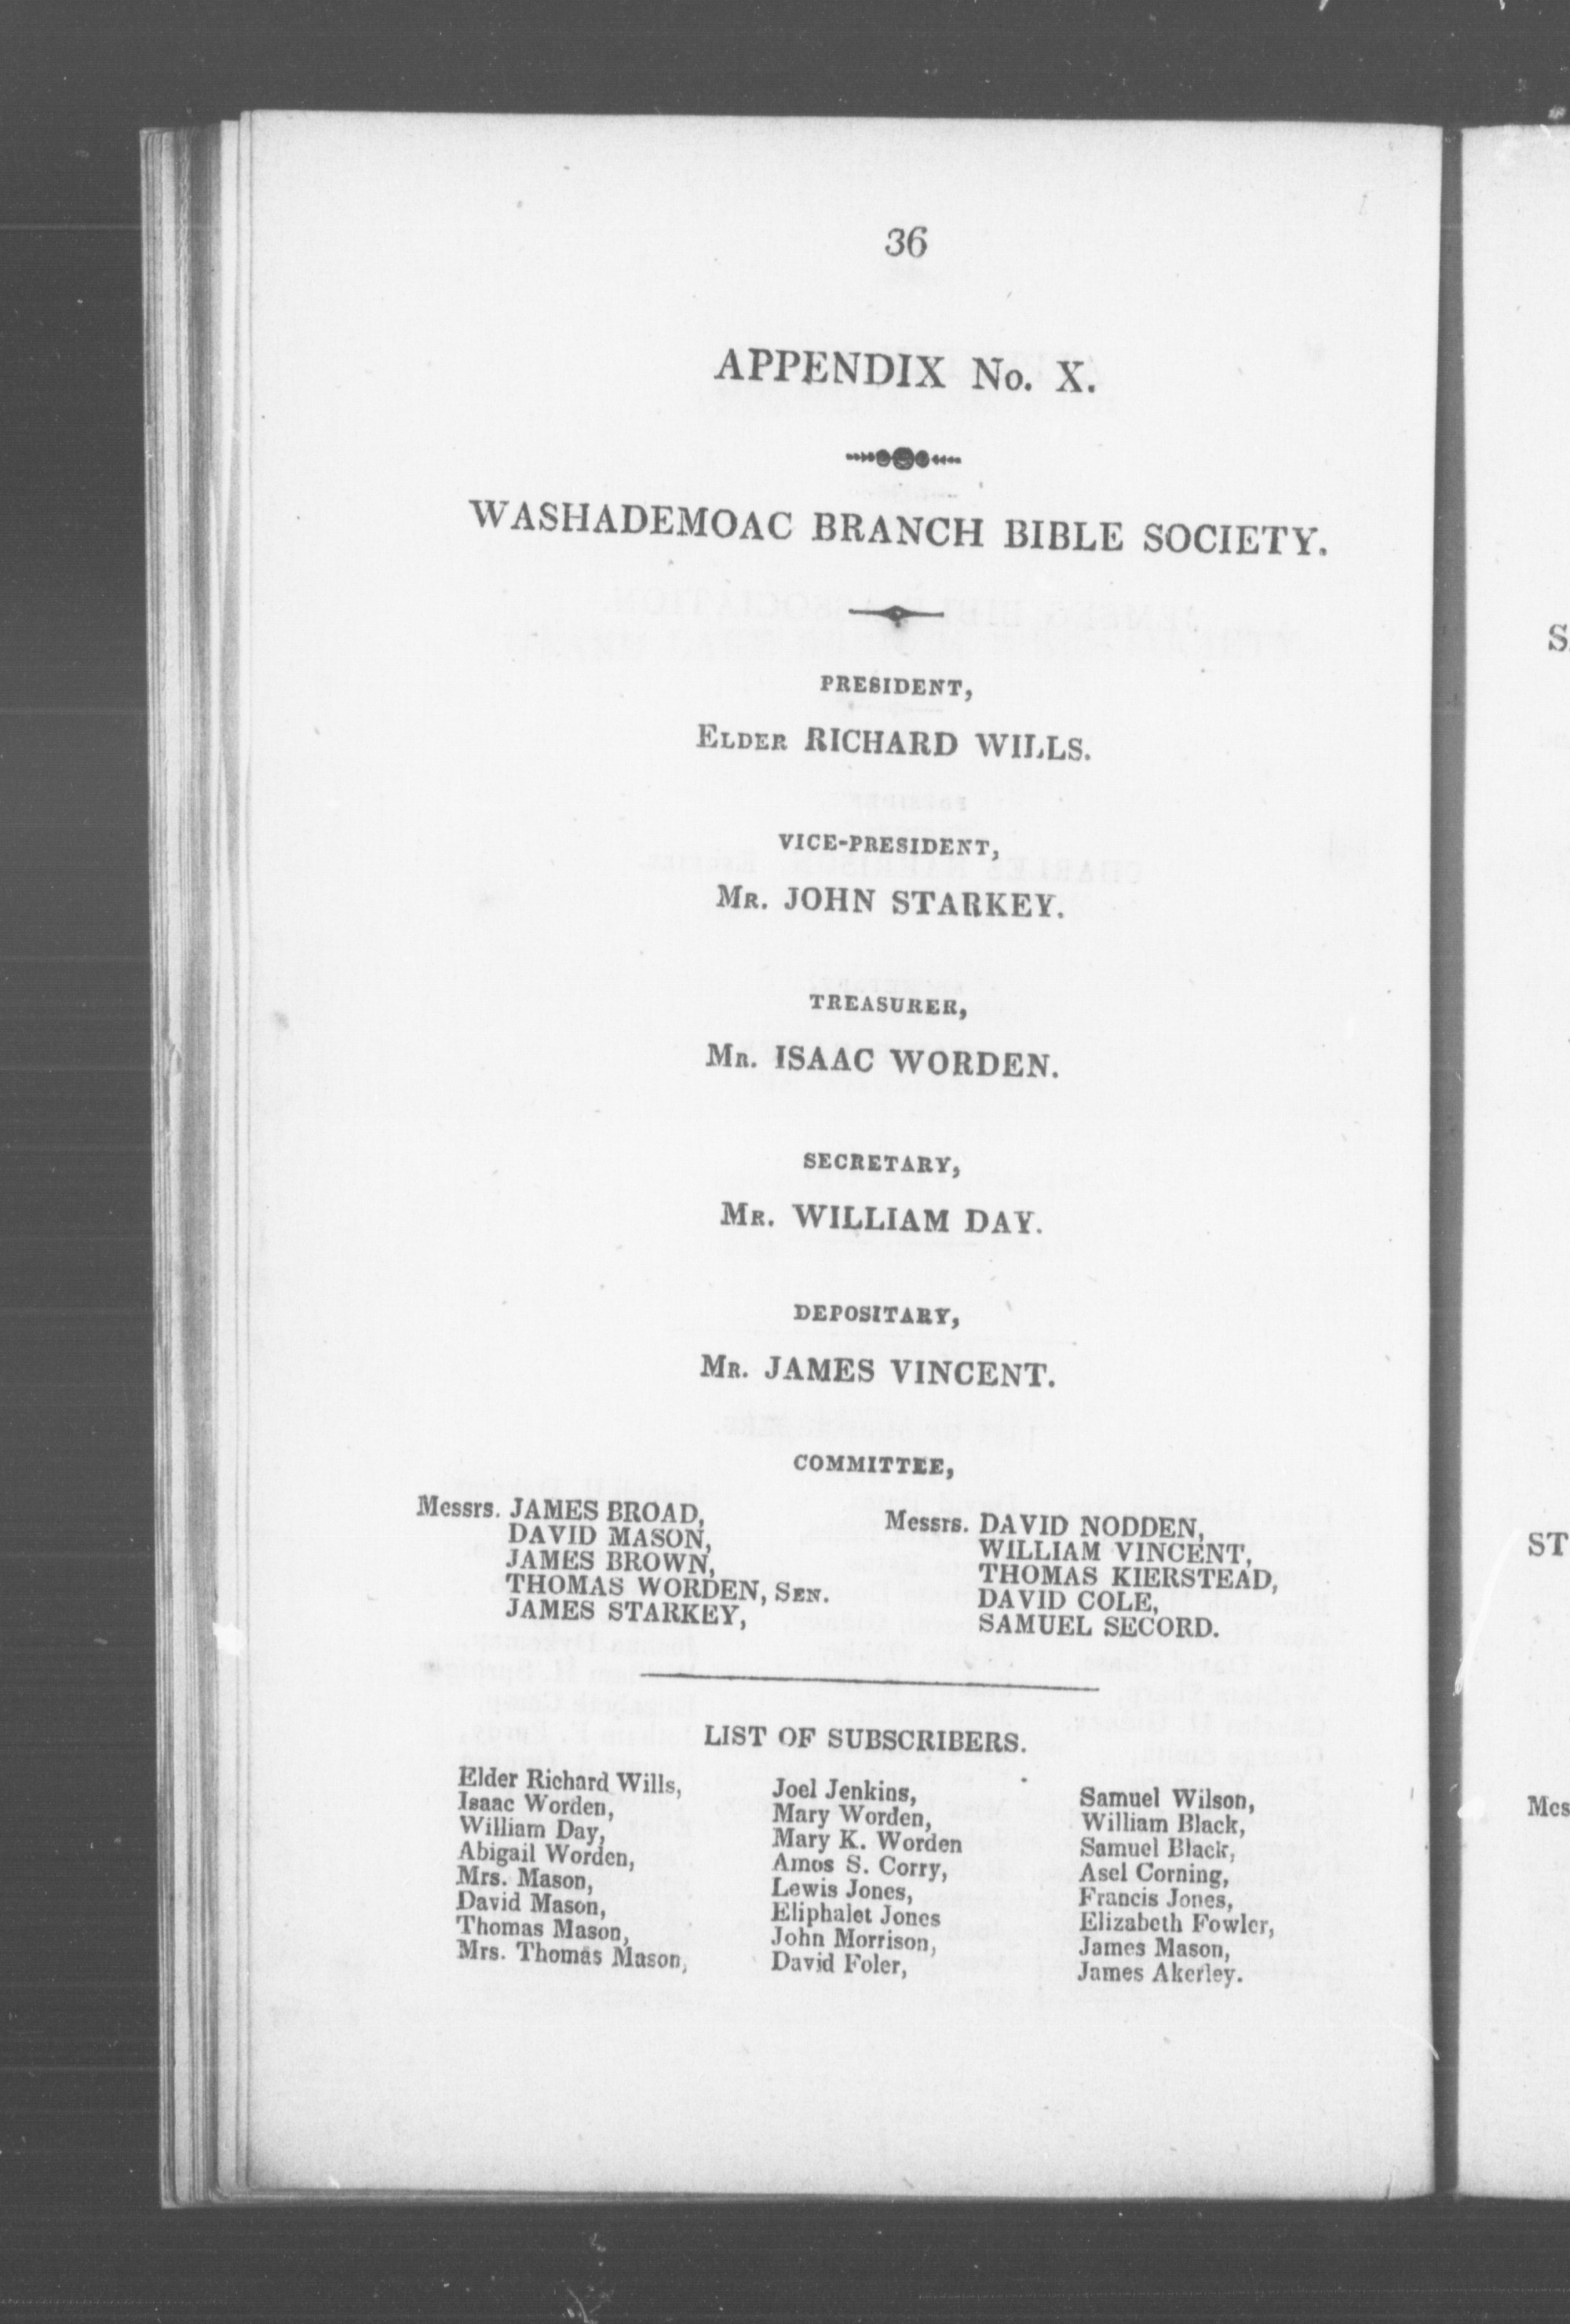 36
APPENDIX No. X.
WASHADEMOAC BRANCH BIBLE SOCIETY.
PRESIDENT,
ELDER RICHARD WILLS.
VICE-PRESIDENT,
MR. JOHN STARKEY.
TREASURER,
MR. ISAAC WORDEN.
SECRETARY,
MR. WILLIAM DAY.
DEPOSITARY,
MR. JAMES VINCENT.
COMMITTEE,
Messrs. JAMES BROAD,
DAVID MASON,
JAMES BROWN,
THOMAS WORDEN, SEN.
JAMES STARKEY,
Messrs. DAVID NODDEN,
WILLIAM VINCENT,
THOMAS KIERSTEAD,
DAVID COLE,
SAMUEL SECORD.
LIST OF SUBSCRIBERS.
Elder Richard Wills,
Isaac Worden,
William Day,
Abigail Worden,
Mrs. Mason,
David Mason,
Thomas Mason,
Mrs. Thomas Mason,
Joel Jenkins,
Mary Worden,
Mary K. Worden
Amos S. Corry,
Lewis Jones,
Eliphalet Jones
John Morrison,
David Foler,
Samuel Wilson,
William Black,
Samuel Black,
Asel Corning,
Francis Jones,
Elizabeth Fowler,
James Mason,
James Akerley.